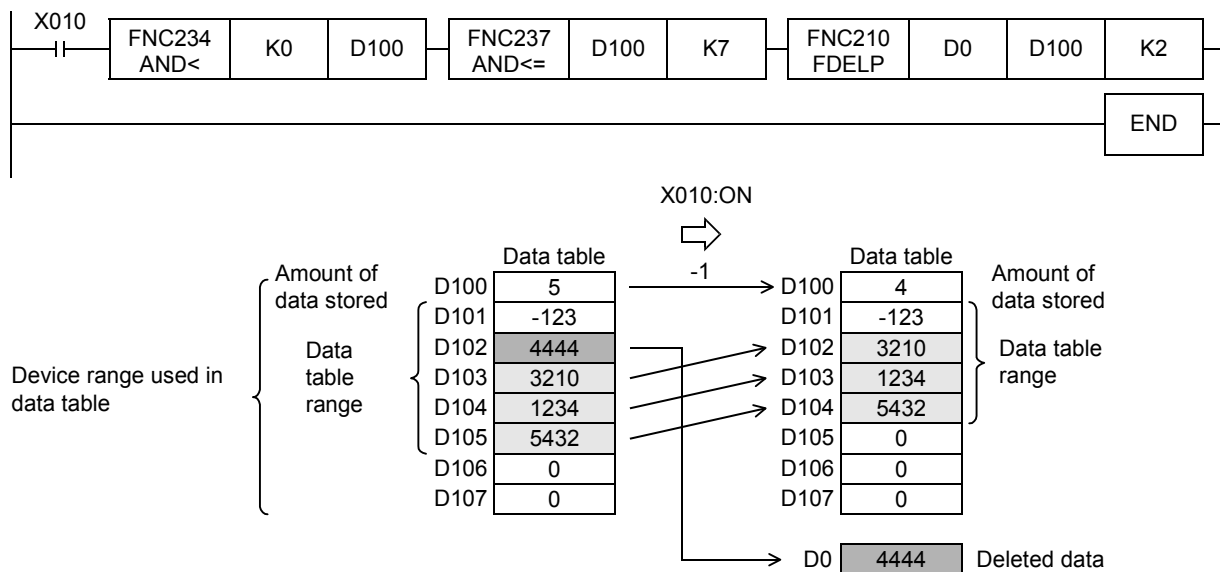 X010
FNC234 AND< K0 D100 FNC237 AND<= D100 K7 FNC210 FDELP D0 D100 K2
END
X010:ON
Data table -1 Data table
Amount of data stored D100 5 D100 4 Amount of data stored
D101 -123 D101 -123
D102 4444 D102 3210
D103 3210 D103 1234
D104 1234 D104 5432
D105 5432 D105 0
D106 0 D106 0
D107 0 D107 0
Device range used in
data table
Data
table
range
Data table
range
D0 4444 Deleted data